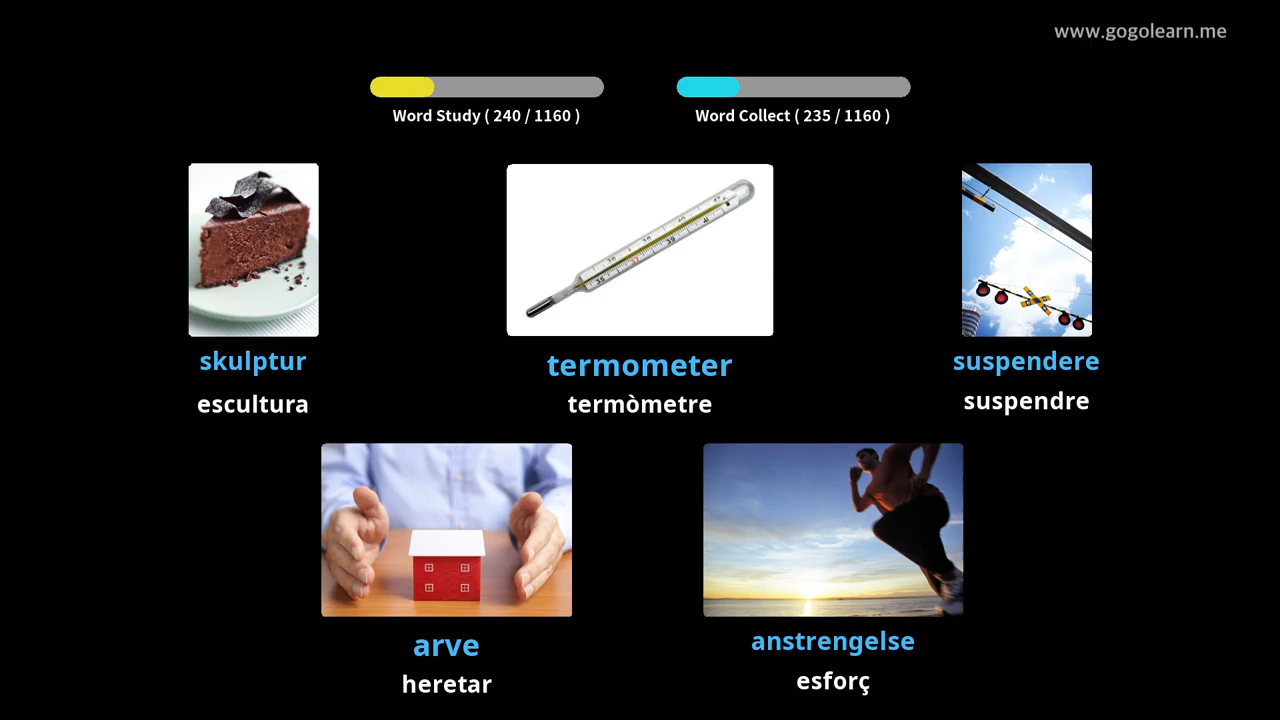 www.gogolearn.me
Word Study ( 240 / 1160 )
Word Collect ( 235 / 1160 )
skulptur
escultura
termometer
termòmetre
suspendere
suspendre
arve
heretar
anstrengelse
esforç